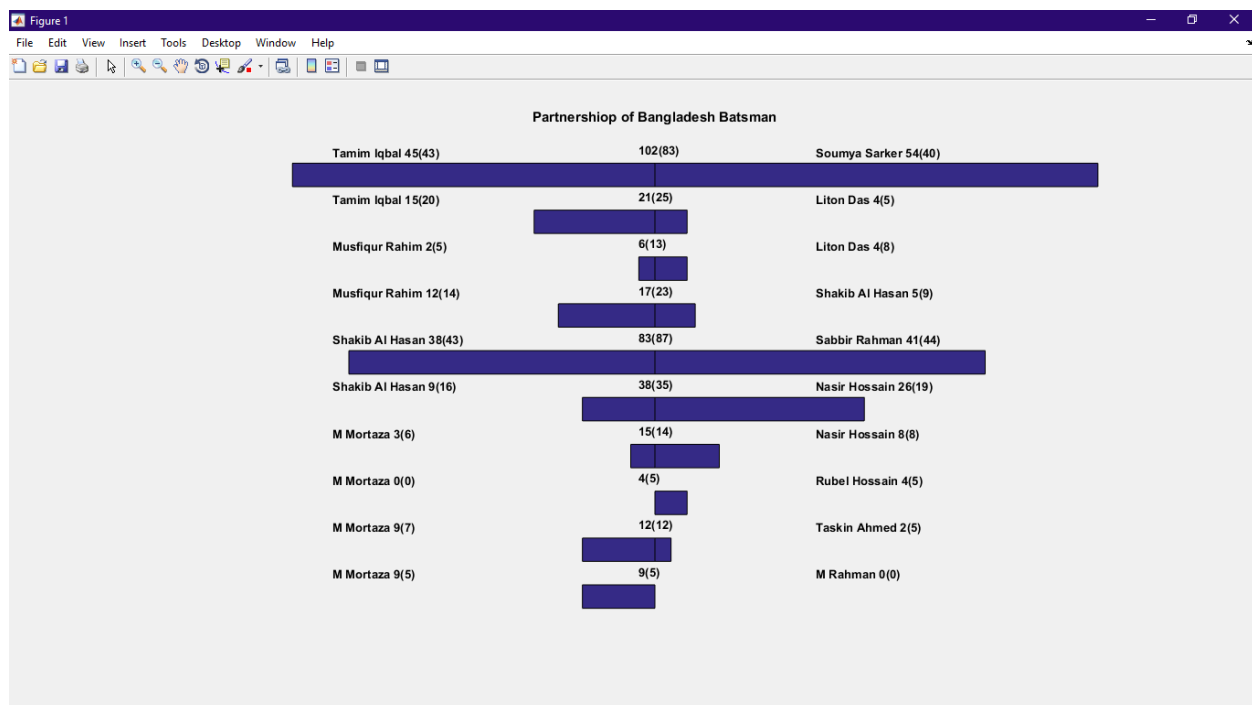 Figure 1
File Edit View Insert Tools Desktop Window Help
Partnershiop of Bangladesh Batsman
Tamim Iqbal 45(43) 102(83) Soumya Sarker 54(40)
Tamim Iqbal 15(20) 21(25) Liton Das 4(5)
Musfiqur Rahim 2(5) 6(13) Liton Das 4(8)
Musfiqur Rahim 12(14) 17(23) Shakib Al Hasan 5(9)
Shakib Al Hasan 38(43) 83(87) Sabbir Rahman 41(44)
Shakib Al Hasan 9(16) 38(35) Nasir Hossain 26(19)
M Mortaza 3(6) 15(14) Nasir Hossain 8(8)
M Mortaza 0(0) 4(5) Rubel Hossain 4(5)
M Mortaza 9(7) 12(12) Taskin Ahmed 2(5)
M Mortaza 9(5) 9(5) M Rahman 0(0)